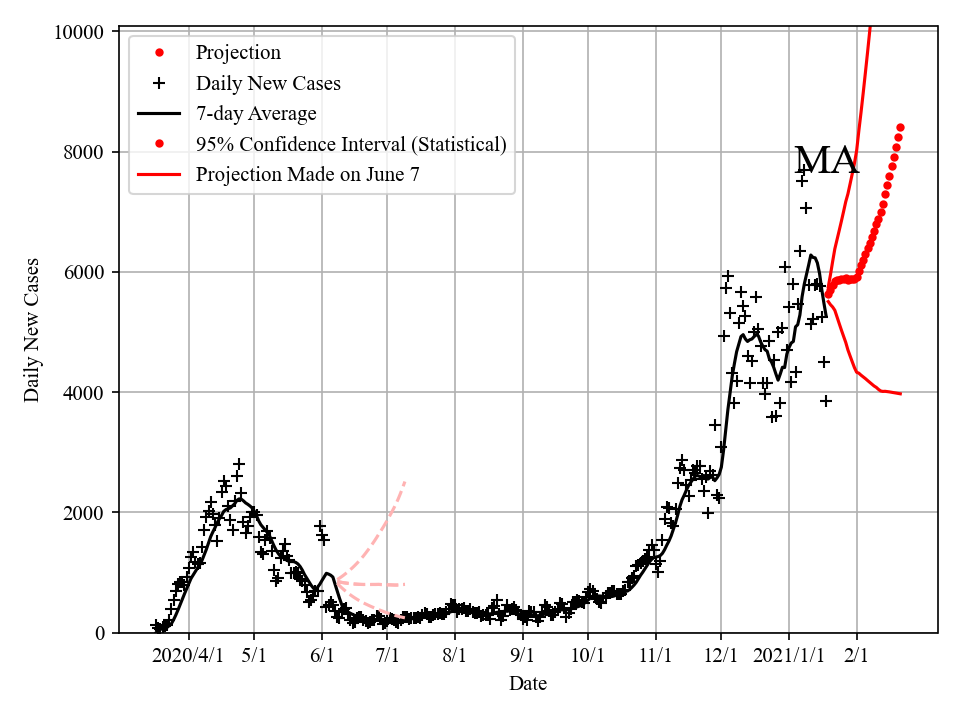 10000
8000
6000
4000
2000
0
Daily New Cases
Projection
Daily New Cases
7-day Average
95% Confidence Interval (Statistical)
Projection Made on June 7
MA
2020/4/1 5/1 6/1 7/1 8/1 9/1 10/1 11/1 12/1 2021/1/1 2/1
Date